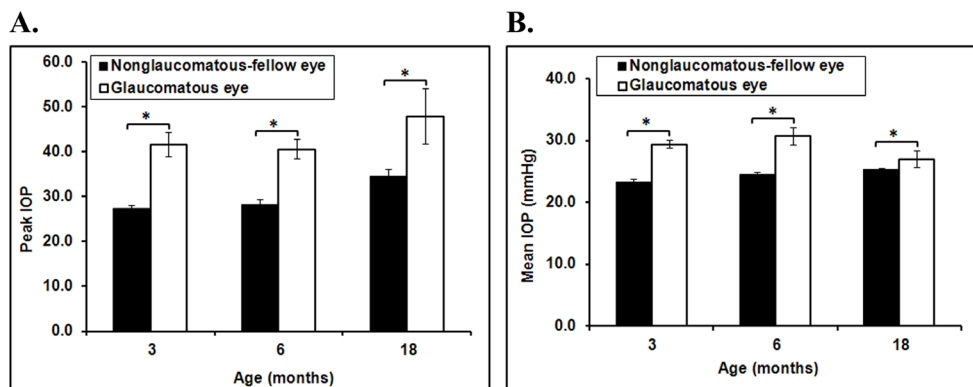 A.
Nonglaucomatous-fellow eye
Glaucomatous eye
Peak IOP
60.0
50.0
40.0
30.0
20.0
10.0
0.0
*
*
*
3 6 18
Age (months)
B.
Nonglaucomatous-fellow eye
Glaucomatous eye
Mean IOP (mmHg)
40.0
30.0
20.0
10.0
0.0
*
*
*
3 6 18
Age (months)